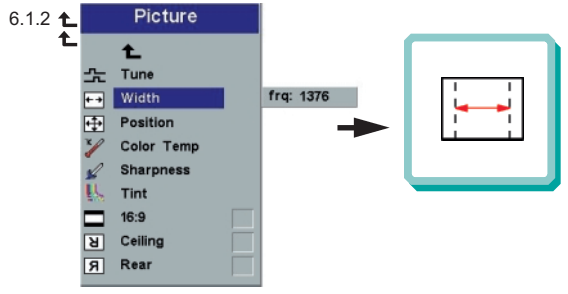 6.1.2
Picture
Tune
Width
frq: 1376
Position
Color Temp
Sharpness
Tint
16:9
Ceiling
Rear